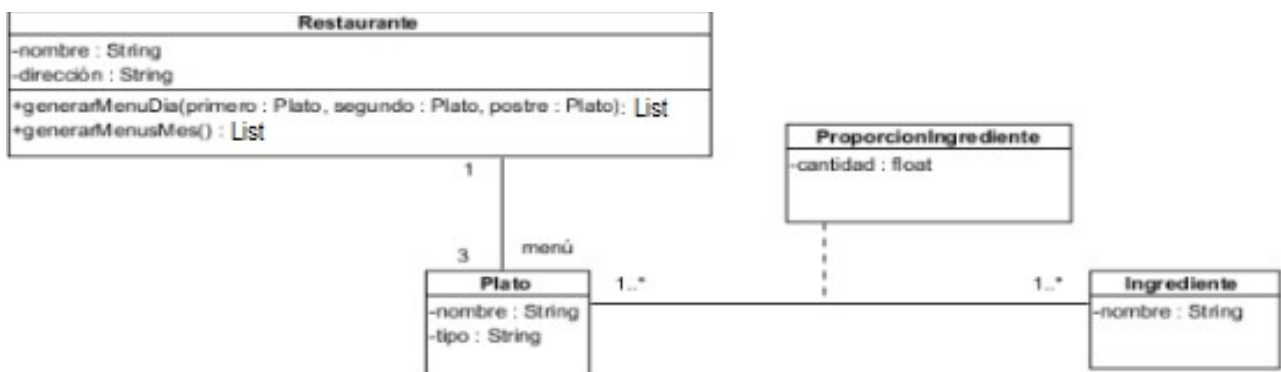 Restaurante
-nombre : String
-dirección : String
+generarMenuDia(primero : Plato, segundo : Plato, postre : Plato): List
+generarMenusMes() : List
ProporcionIngrediente
-cantidad : float
1
3
menú
Plato
-nombre : String
-tipo : String
1..*
1..*
Ingrediente
-nombre : String